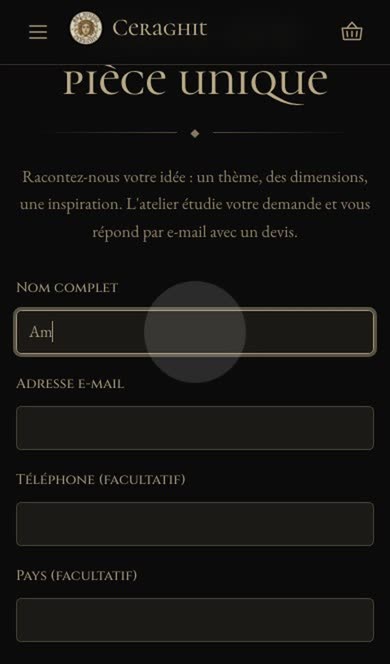 Ceraghit
pièce unique
Racontez-nous votre idée : un thème, des dimensions,
une inspiration. L'atelier étudie votre demande et vous
répond par e-mail avec un devis.
Nom complet
Am
Adresse e-mail
Téléphone (facultatif)
Pays (facultatif)